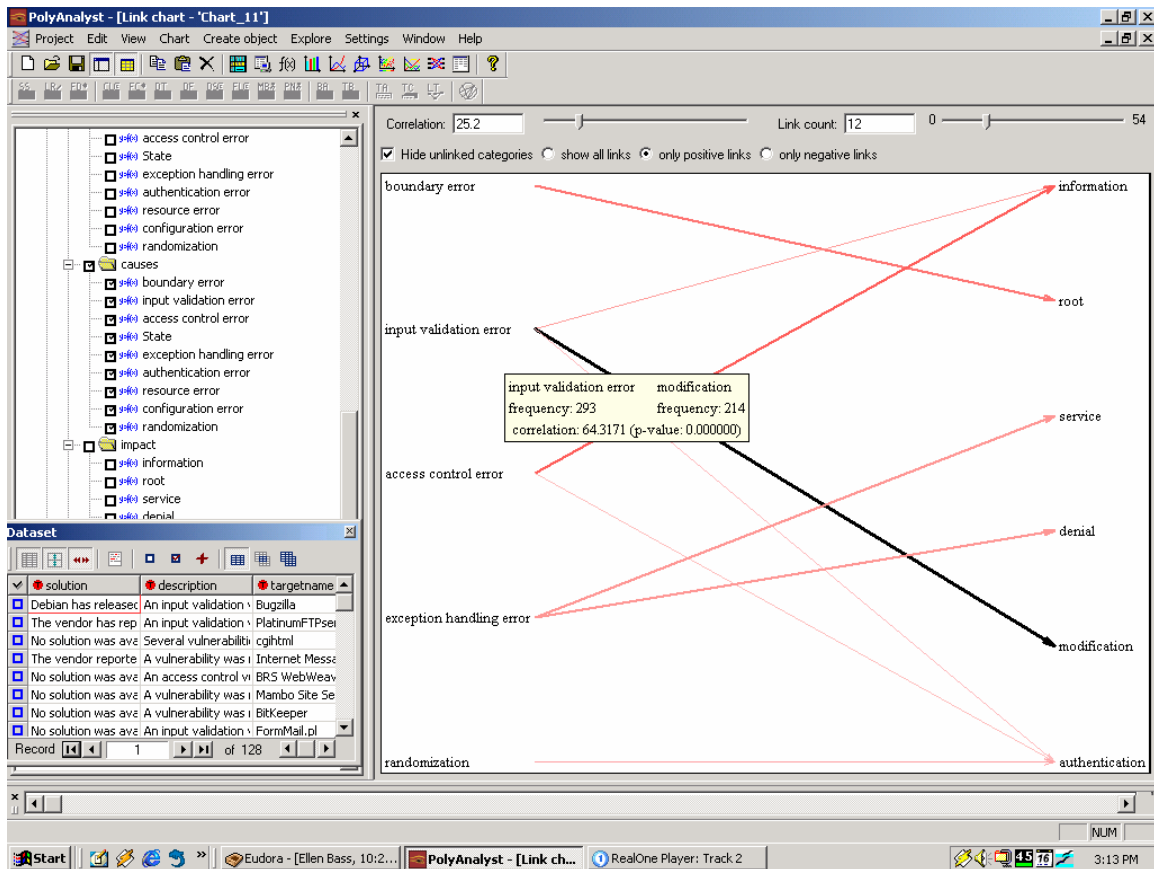 PolyAnalyst - [Link chart - 'Chart_11']
Project Edit View Chart Create object Explore Settings Window Help
access control error
State
exception handling error
authentication error
resource error
configuration error
randomization
causes
boundary error
input validation error
access control error
State
exception handling error
authentication error
resource error
configuration error
randomization
impact
information
root
service
denial
Correlation: 25.2 Link count: 12 0 54
Hide unlinked categories show all links only positive links only negative links
boundary error information
root
input validation error
input validation error modification
frequency: 293 frequency: 214
correlation: 64.3171 (p-value: 0.000000)
service
access control error
denial
exception handling error
modification
randomization authentication
Dataset
solution description targetname
Debian has released An input validation Bugzilla
The vendor has rep An input validation PlatinumFTPser
No solution was ava Several vulnerabiliti cgihtml
The vendor reporte A vulnerability was Internet Messa
No solution was ava An access control BRS WebWeav
No solution was ava A vulnerability was Mambo Site Se
No solution was ava A vulnerability was BitKeeper
No solution was ava An input validation FormMail.pl
Record 1 of 128
NUM
Start » Eudora - [Ellen Bass, 10:2... PolyAnalyst - [Link ch... RealOne Player: Track 2 45 16 3:13 PM